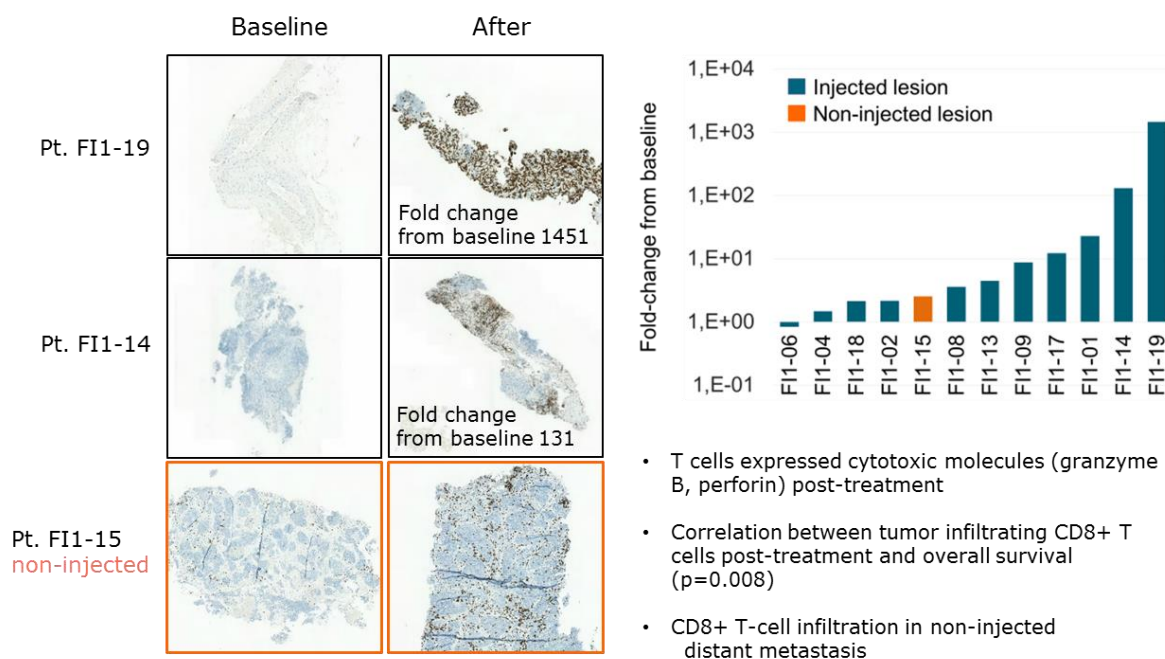 Baseline
After
Pt. FI1-19
Fold change
from baseline 1451
Pt. FI1-14
Fold change
from baseline 131
Pt. FI1-15
non-injected
Fold-change from baseline
1,E+04
1,E+03
1,E+02
1,E+01
1,E+00
1,E-01
Injected lesion
Non-injected lesion
FI1-06
FI1-04
FI1-18
FI1-02
FI1-15
FI1-08
FI1-13
FI1-09
FI1-17
FI1-01
FI1-14
FI1-19
• T cells expressed cytotoxic molecules (granzyme
B, perforin) post-treatment
• Correlation between tumor infiltrating CD8+ T
cells post-treatment and overall survival
(p=0.008)
• CD8+ T-cell infiltration in non-injected
distant metastasis